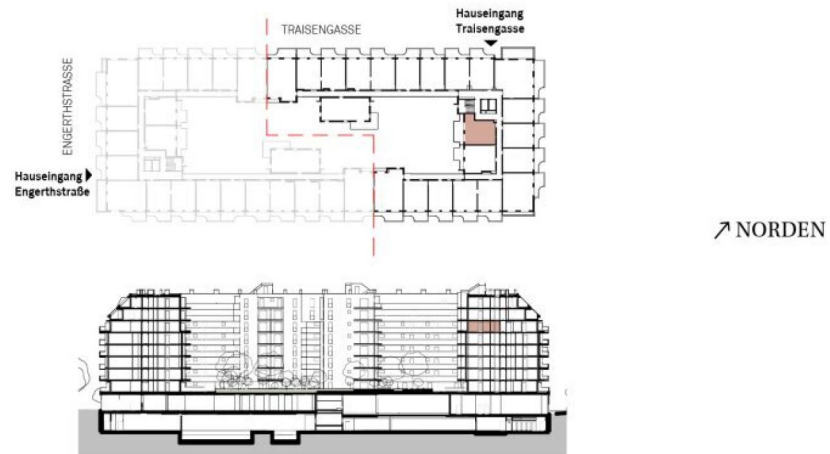 Hauseingang
Traisengasse
TRAISENGASSE
ENGERTHSTRASSE
Hauseingang
Engerthstraße
↗ NORDEN